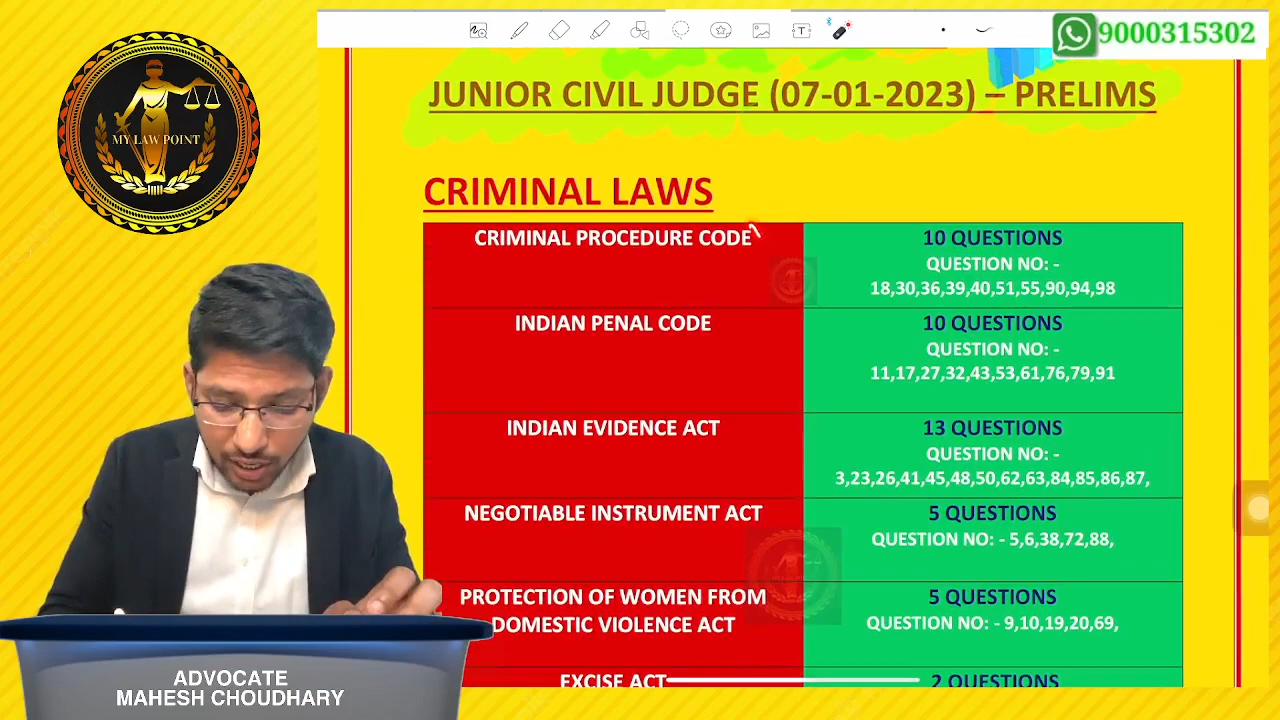 9000315302
MY LAW POINT
JUNIOR CIVIL JUDGE (07-01-2023) – PRELIMS
CRIMINAL LAWS
CRIMINAL PROCEDURE CODE
10 QUESTIONS
QUESTION NO: -
18,30,36,39,40,51,55,90,94,98
INDIAN PENAL CODE
10 QUESTIONS
QUESTION NO: -
11,17,27,32,43,53,61,76,79,91
INDIAN EVIDENCE ACT
13 QUESTIONS
QUESTION NO: -
3,23,26,41,45,48,50,62,63,84,85,86,87,
NEGOTIABLE INSTRUMENT ACT
5 QUESTIONS
QUESTION NO: - 5,6,38,72,88,
PROTECTION OF WOMEN FROM
DOMESTIC VIOLENCE ACT
5 QUESTIONS
QUESTION NO: - 9,10,19,20,69,
EXCISE ACT
2 QUESTIONS
ADVOCATE
MAHESH CHOUDHARY